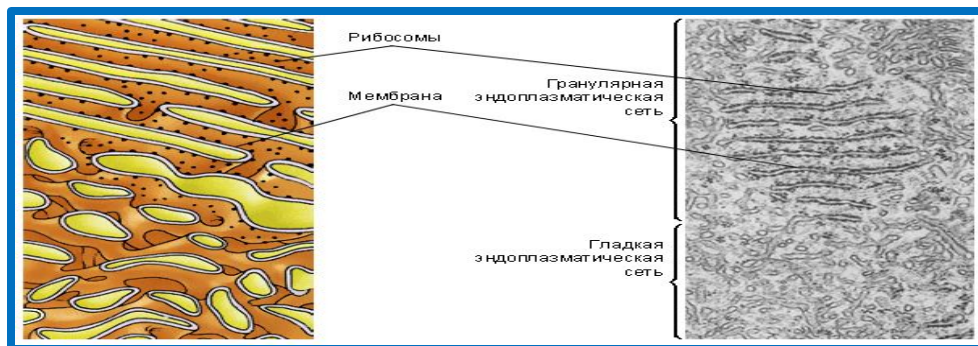 Рибосомы
Гранулярная
эндоплазматическая
сеть
Мембрана
Гладкая
эндоплазматическая
сеть